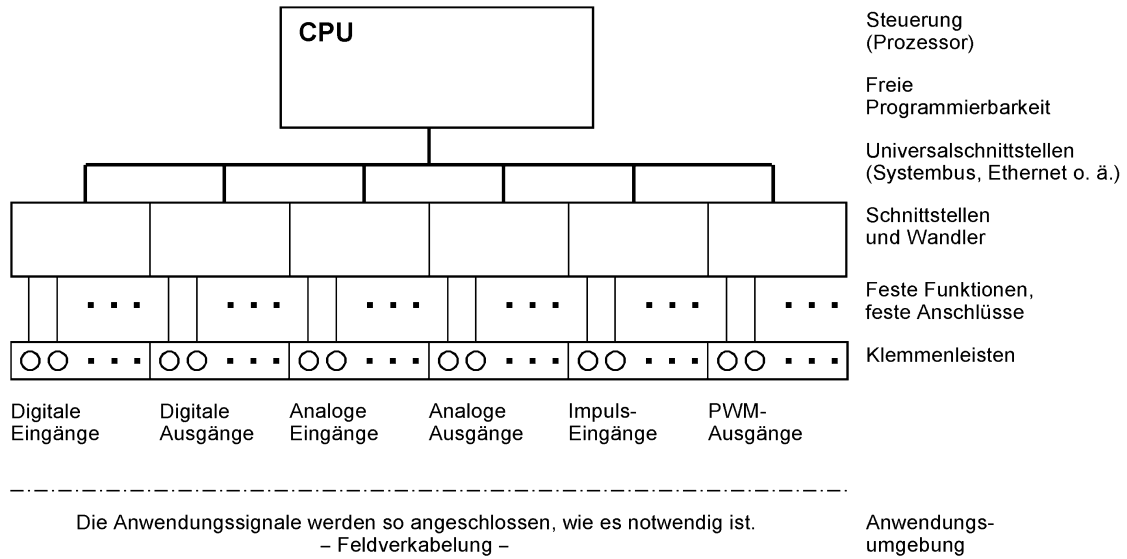 CPU
Steuerung
(Prozessor)
Freie
Programmierbarkeit
Universalschnittstellen
(Systembus, Ethernet o. ä.)
Schnittstellen
und Wandler
Feste Funktionen,
feste Anschlüsse
Klemmenleisten
Digitale
Eingänge
Digitale
Ausgänge
Analoge
Eingänge
Analoge
Ausgänge
Impuls-
Eingänge
PWM-
Ausgänge
Die Anwendungssignale werden so angeschlossen, wie es notwendig ist.
– Feldverkabelung –
Anwendungs-
umgebung